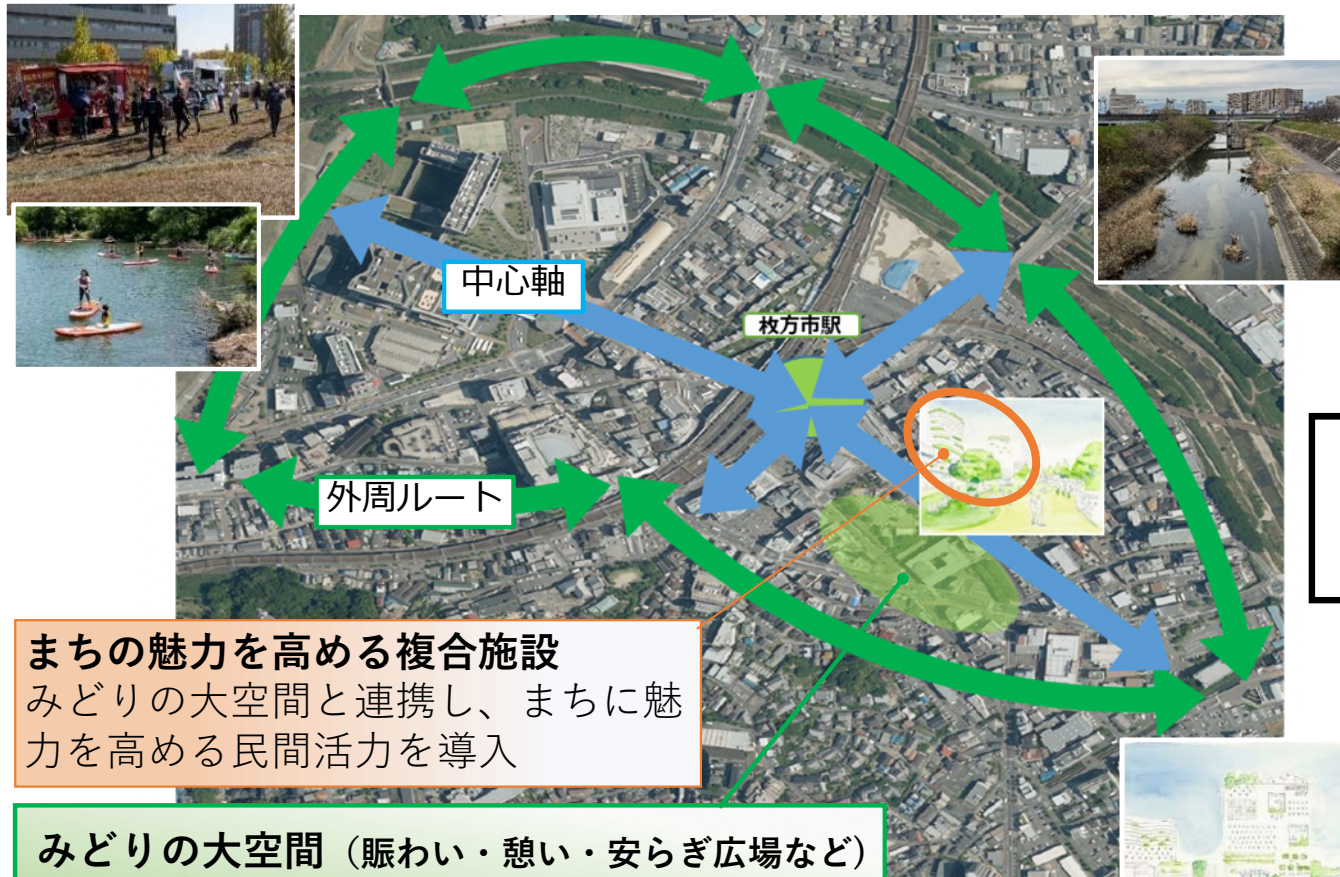 中心軸
枚方市駅
外周ルート
まちの魅力を高める複合施設
みどりの大空間と連携し、まちに魅
力を高める民間活力を導入
みどりの大空間（賑わい・憩い・安らぎ広場など）